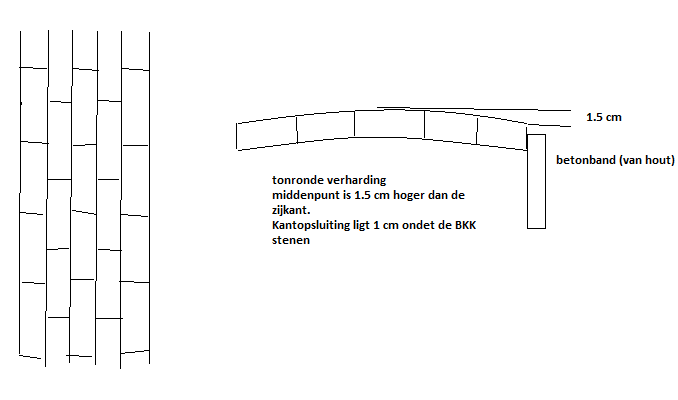 1.5 cm
betonband (van hout)
tonronde verharding
middenpunt is 1.5 cm hoger dan de
zijkant.
Kantopsluiting ligt 1 cm ondet de BKK
stenen